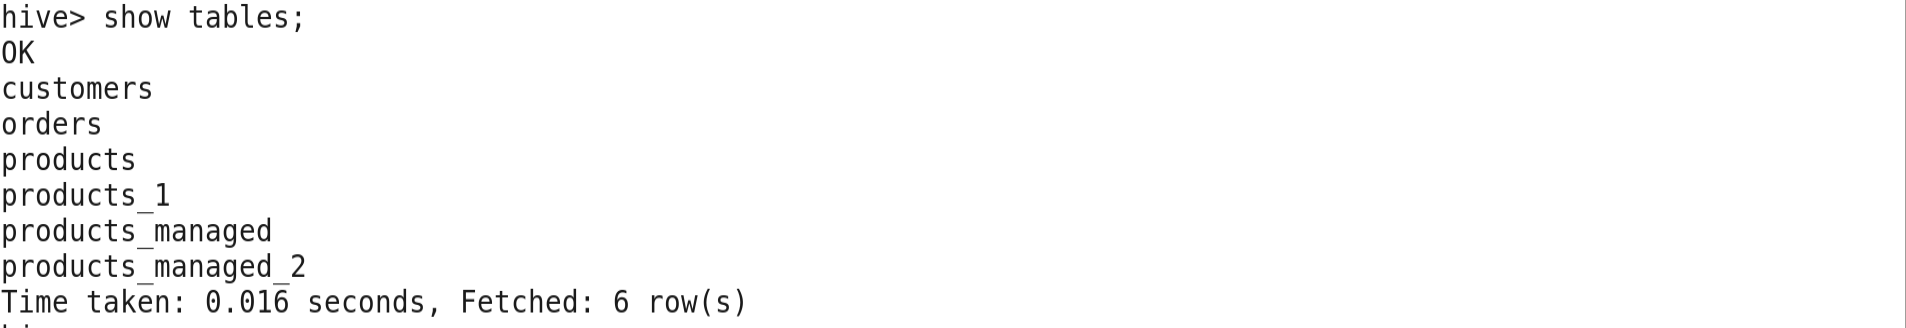 hive> show tables;
OK
customers
orders
products
products_1
products_managed
products_managed_2
Time taken: 0.016 seconds, Fetched: 6 row(s)